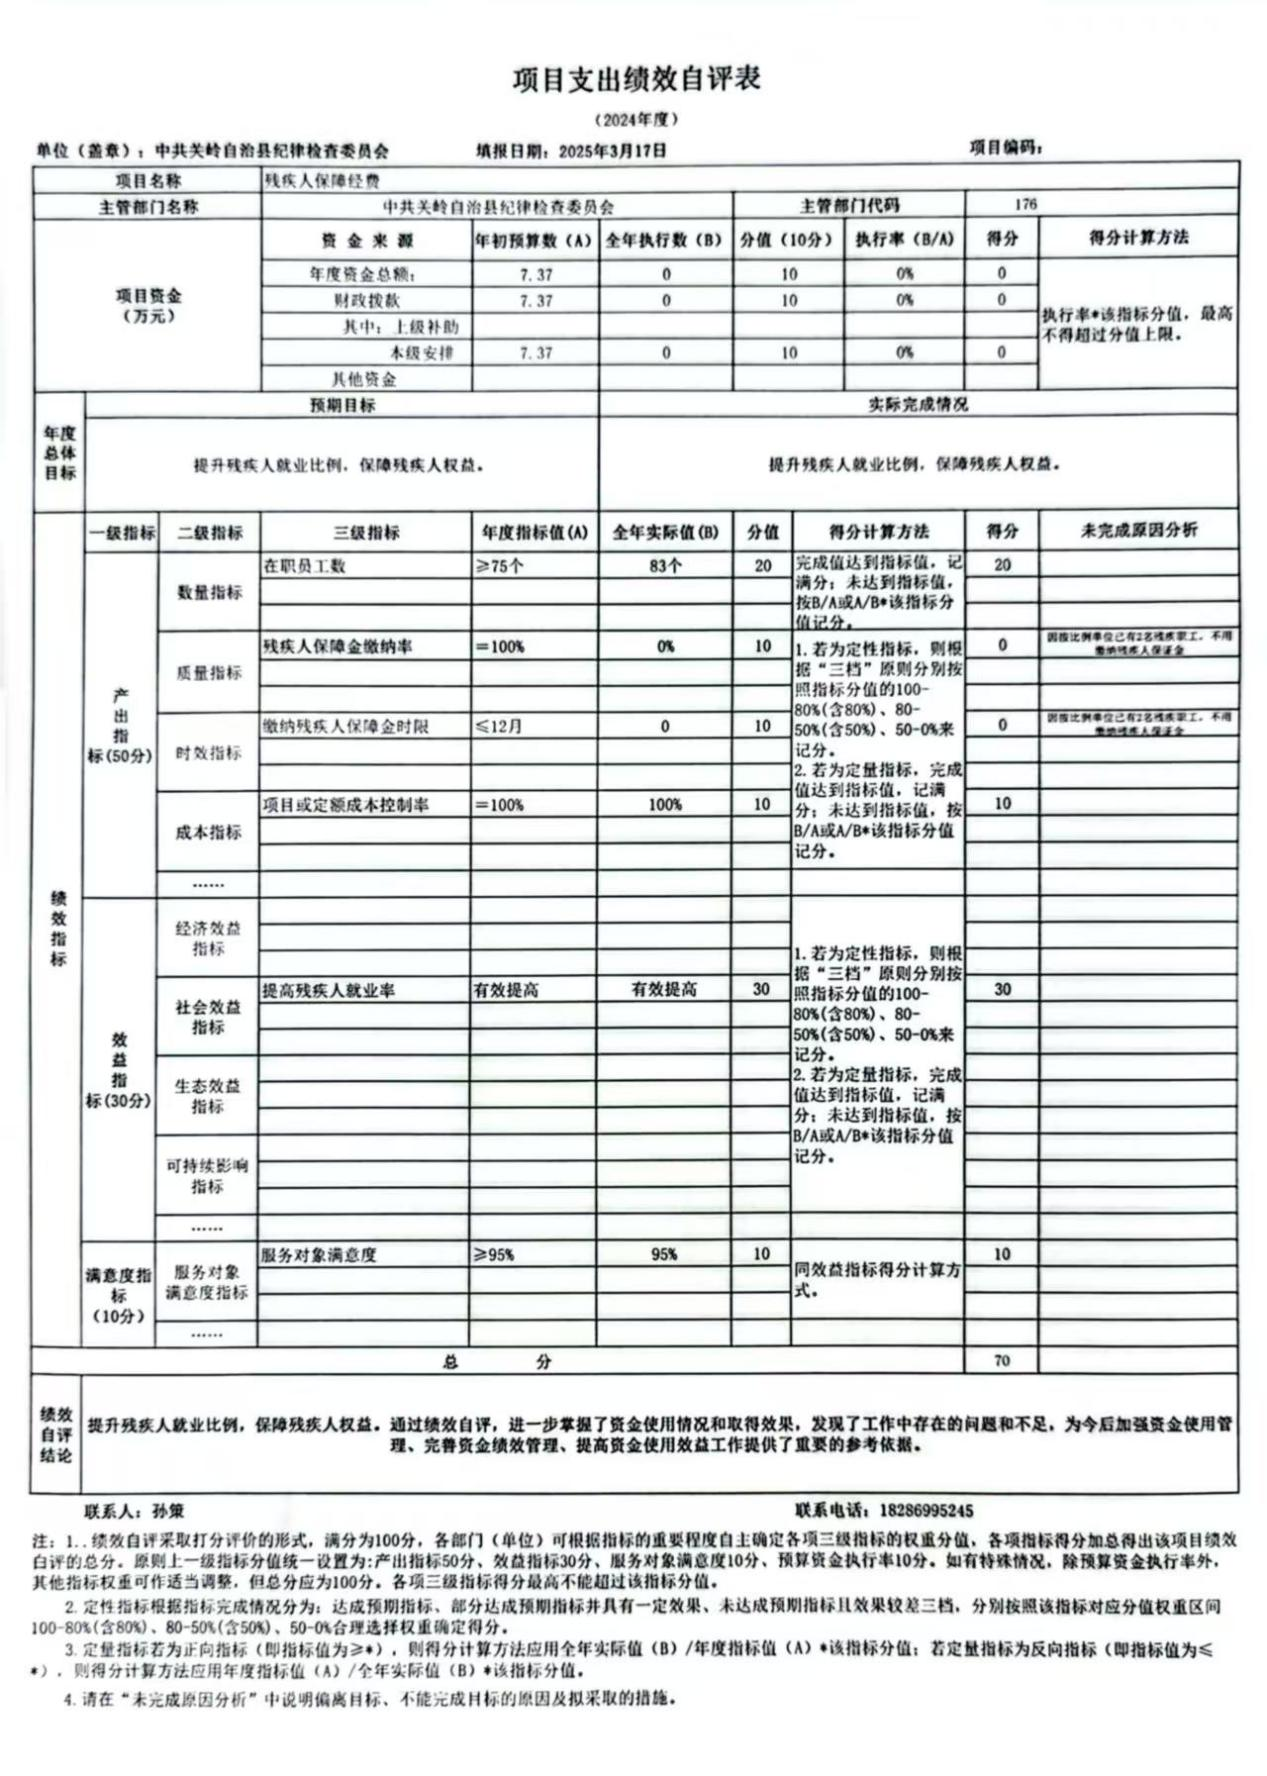 项目支出绩效自评表
(2024年度)
单位（盖章）：中共关岭自治县纪律检查委员会 填报日期：2025年3月17日 项目编码：
项目名称 残疾人保障经费
主管部门名称 中共关岭自治县纪律检查委员会 主管部门代码 176
项目资金
（万元）
资 金 来 源 年初预算数（A） 全年执行数（B） 分值（10分） 执行率（B/A） 得分 得分计算方法
年度资金总额： 7.37 0 10 0% 0
财政拨款 7.37 0 10 0% 0
其中：上级补助
本级安排 7.37 0 10 0% 0
其他资金
执行率*该指标分值，最高
不得超过分值上限。
年度
总体
目标
预期目标 实际完成情况
提升残疾人就业比例，保障残疾人权益。 提升残疾人就业比例，保障残疾人权益。
绩
效
指
标
一级指标 二级指标 三级指标 年度指标值(A) 全年实际值(B) 分值 得分计算方法 得分 未完成原因分析
产
出
指
标(50分)
数量指标
在职员工数 ≥75个 83个 20 20
完成值达到指标值，记
满分；未达到指标值，
按B/A或A/B*该指标分
值记分。
质量指标
残疾人保障金缴纳率 =100% 0% 10 0 因按比例单位已有2名残疾职工，不用
缴纳残疾人保证金
时效指标
缴纳残疾人保障金时限 ≤12月 0 10 0 因按比例单位已有2名残疾职工，不用
缴纳残疾人保证金
成本指标
项目或定额成本控制率 =100% 100% 10 10
1.若为定性指标，则根
据“三档”原则分别按
照指标分值的100-
80%(含80%)、80-
50%(含50%)、50-0%来
记分。
2.若为定量指标，完成
值达到指标值，记满
分；未达到指标值，按
B/A或A/B*该指标分值
记分。
……
效
益
指
标(30分)
经济效益
指标
社会效益
指标
提高残疾人就业率 有效提高 有效提高 30 30
生态效益
指标
可持续影响
指标
……
1.若为定性指标，则根
据“三档”原则分别按
照指标分值的100-
80%(含80%)、80-
50%(含50%)、50-0%来
记分。
2.若为定量指标，完成
值达到指标值，记满
分；未达到指标值，按
B/A或A/B*该指标分值
记分。
满意度指
标
（10分）
服务对象
满意度指标
服务对象满意度 ≥95% 95% 10 10
同效益指标得分计算方
式。
……
总 分 70
绩效
自评
结论
提升残疾人就业比例，保障残疾人权益。通过绩效自评，进一步掌握了资金使用情况和取得效果，发现了工作中存在的问题和不足，为今后加强资金使用管
理、完善资金绩效管理、提高资金使用效益工作提供了重要的参考依据。
联系人：孙策 联系电话：18286995245
注：1..绩效自评采取打分评价的形式，满分为100分，各部门（单位）可根据指标的重要程度自主确定各项三级指标的权重分值，各项指标得分加总得出该项目绩效
自评的总分。原则上一级指标分值统一设置为：产出指标50分、效益指标30分、服务对象满意度10分、预算资金执行率10分。如有特殊情况，除预算资金执行率外，
其他指标权重可作适当调整，但总分应为100分。各项三级指标得分最高不能超过该指标分值。
2. 定性指标根据指标完成情况分为：达成预期指标、部分达成预期指标并具有一定效果、未达成预期指标且效果较差三档，分别按照该指标对应分值权重区间
100-80%(含80%)、80-50%(含50%)、50-0%合理选择权重确定得分。
3. 定量指标若为正向指标（即指标值为≥*），则得分计算方法应用全年实际值（B）/年度指标值（A）*该指标分值；若定量指标为反向指标（即指标值为≤
*），则得分计算方法应用年度指标值（A）/全年实际值（B）*该指标分值。
4. 请在“未完成原因分析”中说明偏离目标、不能完成目标的原因及拟采取的措施。